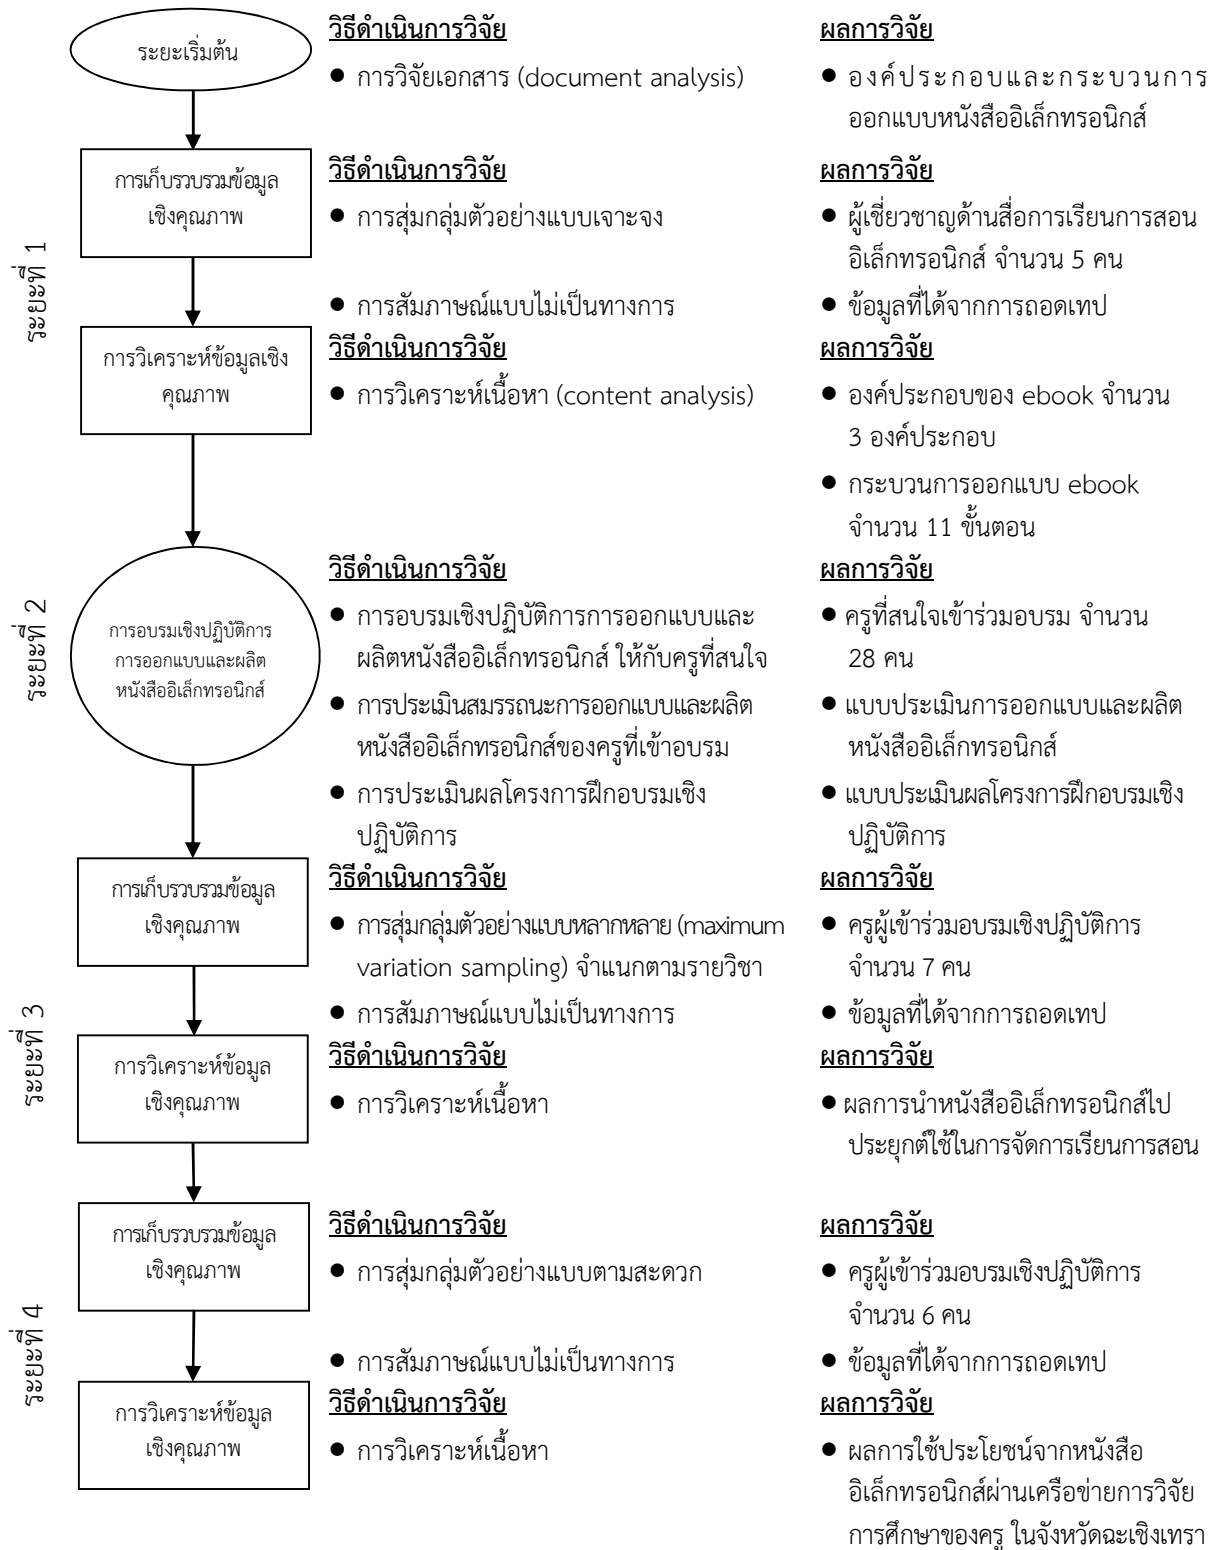 ระยะเริ่มต้น
วิธีดำเนินการวิจัย
● การวิจัยเอกสาร (document analysis)
ผลการวิจัย
● องค์ประกอบและกระบวนการ
ออกแบบหนังสืออิเล็กทรอนิกส์
ระยะที่ 1
การเก็บรวบรวมข้อมูล
เชิงคุณภาพ
วิธีดำเนินการวิจัย
● การสุ่มกลุ่มตัวอย่างแบบเจาะจง
● การสัมภาษณ์แบบไม่เป็นทางการ
ผลการวิจัย
● ผู้เชี่ยวชาญด้านสื่อการเรียนการสอน
อิเล็กทรอนิกส์ จำนวน 5 คน
● ข้อมูลที่ได้จากการถอดเทป
การวิเคราะห์ข้อมูลเชิง
คุณภาพ
วิธีดำเนินการวิจัย
● การวิเคราะห์เนื้อหา (content analysis)
ผลการวิจัย
● องค์ประกอบของ ebook จำนวน
3 องค์ประกอบ
● กระบวนการออกแบบ ebook
จำนวน 11 ขั้นตอน
ระยะที่ 2
การอบรมเชิงปฏิบัติการ
การออกแบบและผลิต
หนังสืออิเล็กทรอนิกส์
วิธีดำเนินการวิจัย
● การอบรมเชิงปฏิบัติการการออกแบบและ
ผลิตหนังสืออิเล็กทรอนิกส์ ให้กับครูที่สนใจ
● การประเมินสมรรถนะการออกแบบและผลิต
หนังสืออิเล็กทรอนิกส์ของครูที่เข้าอบรม
● การประเมินผลโครงการฝึกอบรมเชิง
ปฏิบัติการ
ผลการวิจัย
● ครูที่สนใจเข้าร่วมอบรม จำนวน
28 คน
● แบบประเมินการออกแบบและผลิต
หนังสืออิเล็กทรอนิกส์
● แบบประเมินผลโครงการฝึกอบรมเชิง
ปฏิบัติการ
ระยะที่ 3
การเก็บรวบรวมข้อมูล
เชิงคุณภาพ
วิธีดำเนินการวิจัย
● การสุ่มกลุ่มตัวอย่างแบบหลากหลาย (maximum
variation sampling) จำแนกตามรายวิชา
● การสัมภาษณ์แบบไม่เป็นทางการ
ผลการวิจัย
● ครูผู้เข้าร่วมอบรมเชิงปฏิบัติการ
จำนวน 7 คน
● ข้อมูลที่ได้จากการถอดเทป
การวิเคราะห์ข้อมูล
เชิงคุณภาพ
วิธีดำเนินการวิจัย
● การวิเคราะห์เนื้อหา
ผลการวิจัย
● ผลการนำหนังสืออิเล็กทรอนิกส์ไป
ประยุกต์ใช้ในการจัดการเรียนการสอน
ระยะที่ 4
การเก็บรวบรวมข้อมูล
เชิงคุณภาพ
วิธีดำเนินการวิจัย
● การสุ่มกลุ่มตัวอย่างแบบตามสะดวก
● การสัมภาษณ์แบบไม่เป็นทางการ
ผลการวิจัย
● ครูผู้เข้าร่วมอบรมเชิงปฏิบัติการ
จำนวน 6 คน
● ข้อมูลที่ได้จากการถอดเทป
การวิเคราะห์ข้อมูล
เชิงคุณภาพ
วิธีดำเนินการวิจัย
● การวิเคราะห์เนื้อหา
ผลการวิจัย
● ผลการใช้ประโยชน์จากหนังสือ
อิเล็กทรอนิกส์ผ่านเครือข่ายการวิจัย
การศึกษาของครู ในจังหวัดฉะเชิงเทรา